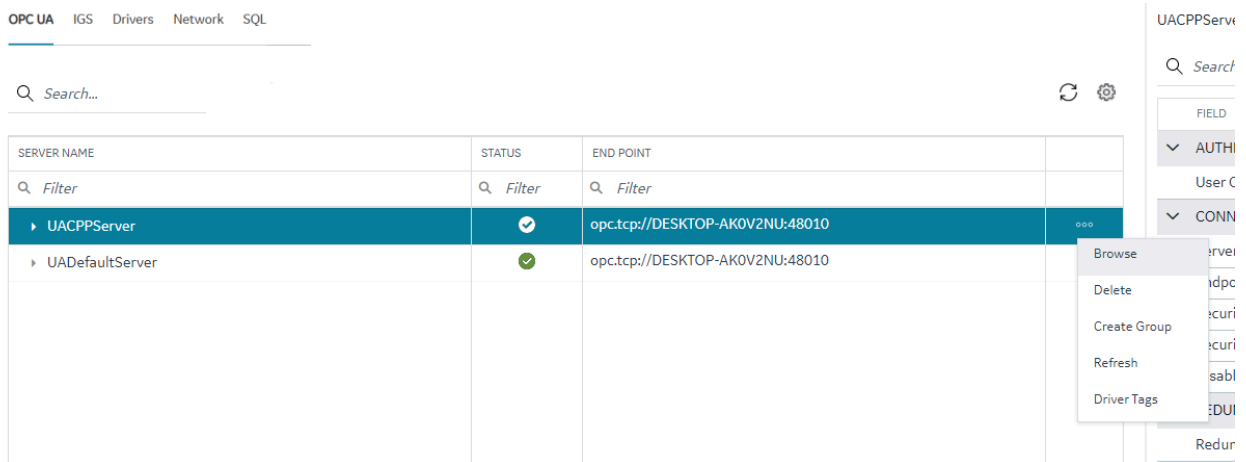 OPC UA IGS Drivers Network SQL
Search...
SERVER NAME STATUS END POINT
Filter Filter Filter
UACPPServer opc.tcp://DESKTOP-AK0V2NU:48010
UADefaultServer opc.tcp://DESKTOP-AK0V2NU:48010
Browse
Delete
Create Group
Refresh
Driver Tags
UACPPServe
Search
FIELD
AUTH
User
CONN
Redun